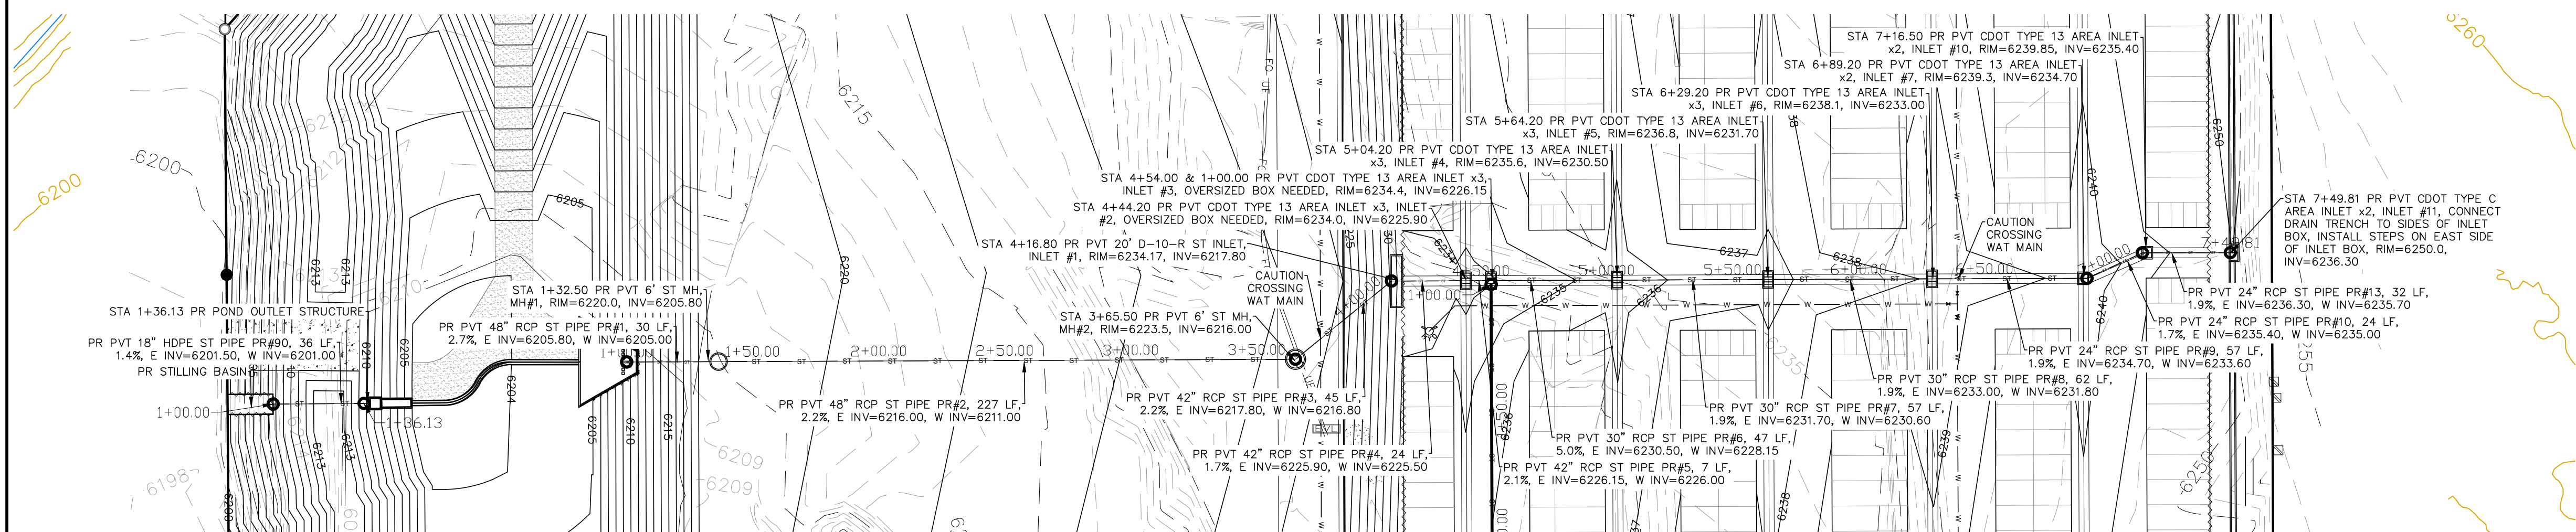 STA 7+16.50 PR PVT CDOT TYPE 13 AREA INLET
x2, INLET #10, RIM=6239.85, INV=6235.40
STA 6+89.20 PR PVT CDOT TYPE 13 AREA INLET
x2, INLET #7, RIM=6239.3, INV=6234.70
STA 6+29.20 PR PVT CDOT TYPE 13 AREA INLET
x3, INLET #6, RIM=6238.1, INV=6233.00
STA 5+64.20 PR PVT CDOT TYPE 13 AREA INLET
x3, INLET #5, RIM=6236.8, INV=6231.70
STA 5+04.20 PR PVT CDOT TYPE 13 AREA INLET
x3, INLET #4, RIM=6235.6, INV=6230.50
STA 4+54.00 & 1+00.00 PR PVT CDOT TYPE 13 AREA INLET x3,
INLET #3, OVERSIZED BOX NEEDED, RIM=6234.4, INV=6226.15
STA 4+44.20 PR PVT CDOT TYPE 13 AREA INLET x3, INLET
#2, OVERSIZED BOX NEEDED, RIM=6234.0, INV=6225.90
STA 4+16.80 PR PVT 20' D-10-R ST INLET,
INLET #1, RIM=6234.17, INV=6217.80
CAUTION
CROSSING
WAT MAIN
STA 3+65.50 PR PVT 6' ST MH,
MH#2, RIM=6223.5, INV=6216.00
STA 1+32.50 PR PVT 6' ST MH,
MH#1, RIM=6220.0, INV=6205.80
PR PVT 48" RCP ST PIPE PR#1, 30 LF,
2.7%, E INV=6205.80, W INV=6205.00
STA 1+36.13 PR POND OUTLET STRUCTURE
PR PVT 18" HDPE ST PIPE PR#90, 36 LF,
1.4%, E INV=6201.50, W INV=6201.00
PR STILLING BASIN
CAUTION
CROSSING
WAT MAIN
STA 7+49.81 PR PVT CDOT TYPE C
AREA INLET x2, INLET #11, CONNECT
DRAIN TRENCH TO SIDES OF INLET
BOX, INSTALL STEPS ON EAST SIDE
OF INLET BOX, RIM=6250.0,
INV=6236.30
PR PVT 24" RCP ST PIPE PR#13, 32 LF,
1.9%, E INV=6236.30, W INV=6235.70
PR PVT 24" RCP ST PIPE PR#10, 24 LF,
1.7%, E INV=6235.40, W INV=6235.00
PR PVT 24" RCP ST PIPE PR#9, 57 LF,
1.9%, E INV=6234.70, W INV=6233.60
PR PVT 30" RCP ST PIPE PR#8, 62 LF,
1.9%, E INV=6233.00, W INV=6231.80
PR PVT 30" RCP ST PIPE PR#7, 57 LF,
1.9%, E INV=6231.70, W INV=6230.60
PR PVT 30" RCP ST PIPE PR#6, 47 LF,
5.0%, E INV=6230.50, W INV=6228.15
PR PVT 42" RCP ST PIPE PR#5, 7 LF,
2.1%, E INV=6226.15, W INV=6226.00
PR PVT 42" RCP ST PIPE PR#4, 24 LF,
1.7%, E INV=6225.90, W INV=6225.50
PR PVT 42" RCP ST PIPE PR#3, 45 LF,
2.2%, E INV=6217.80, W INV=6216.80
PR PVT 48" RCP ST PIPE PR#2, 227 LF,
2.2%, E INV=6216.00, W INV=6211.00
1+00.00
1+36.13
1+50.00
2+00.00
2+50.00
3+00.00
3+50.00
1+00.00
5+50.00
6+00.00
6200
6200
6198
6200
6213
6213
6213
6213
6210
6205
6205
6204
6205
6210
6215
6209
6209
6215
6220
6234
6235
6236
6236
6237
6238
6238
6239
6240
6240
6250
6250
6260